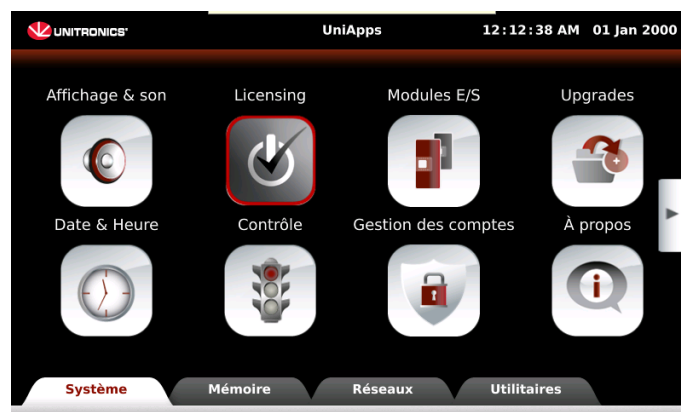 UNITRONICS® UniApps 12:12:38 AM 01 Jan 2000
Affichage & son Licensing Modules E/S Upgrades
Date & Heure Contrôle Gestion des comptes À propos
Système Mémoire Réseaux Utilitaires